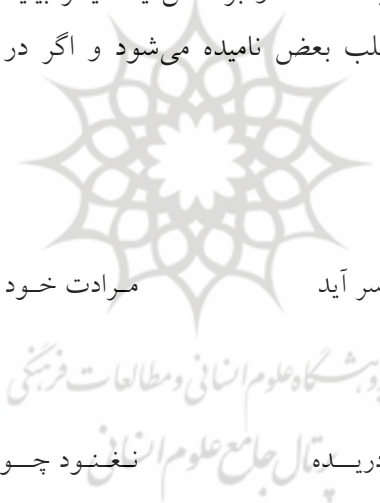 لب بعض نامیده می‌شود و اگر در
سر آید مرادت خود
پژوهشگاه علوم انسانی و مطالعات فرهنگی
دریده نغنود چو
پرتال جامع علوم انسانی